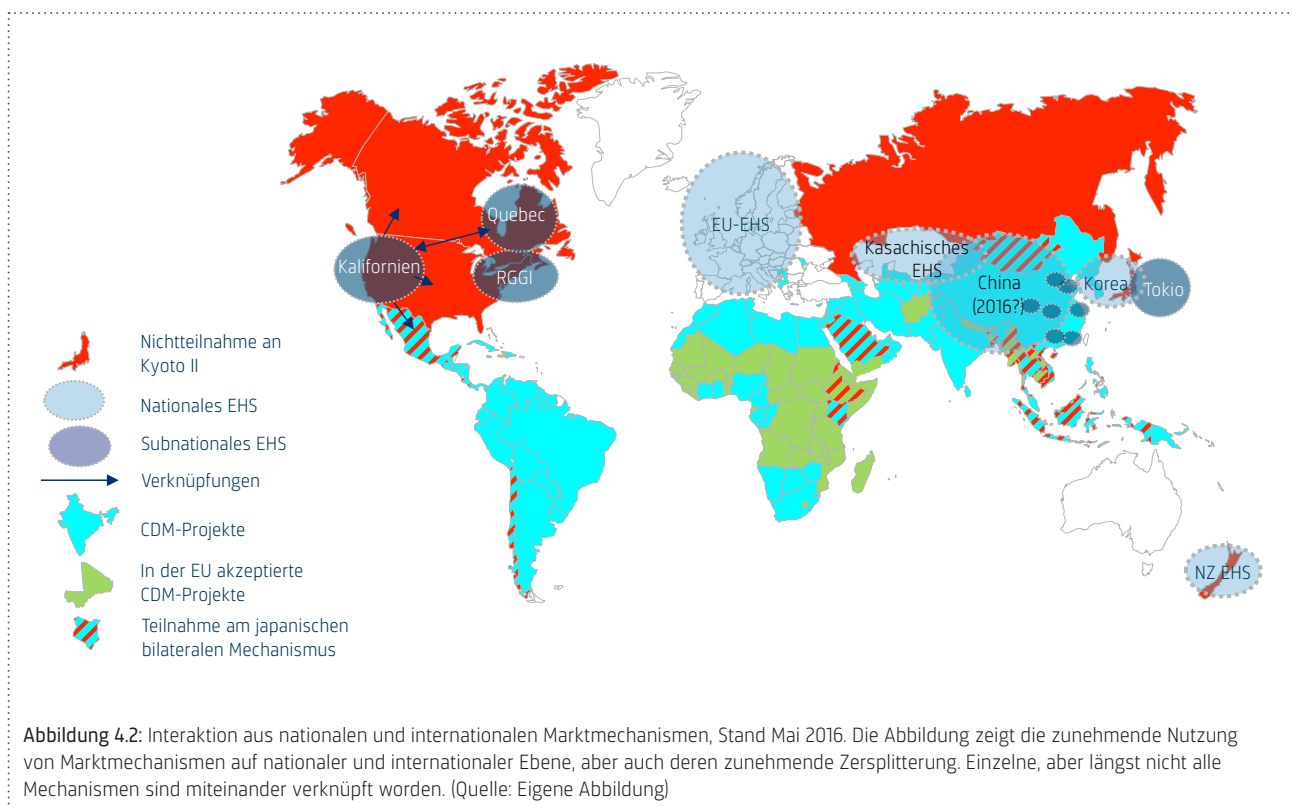 Quebec
EU-EHS
Kalifornien
RGGI
Kasachisches
EHS
China
(2016?)
Korea
Tokio
NZ EHS
Nichtteilnahme an
Kyoto II
Nationales EHS
Subnationales EHS
Verknüpfungen
CDM-Projekte
In der EU akzeptierte
CDM-Projekte
Teilnahme am japanischen
bilateralen Mechanismus
Abbildung 4.2: Interaktion aus nationalen und internationalen Marktmechanismen, Stand Mai 2016. Die Abbildung zeigt die zunehmende Nutzung
von Marktmechanismen auf nationaler und internationaler Ebene, aber auch deren zunehmende Zersplitterung. Einzelne, aber längst nicht alle
Mechanismen sind miteinander verknüpft worden. (Quelle: Eigene Abbildung)